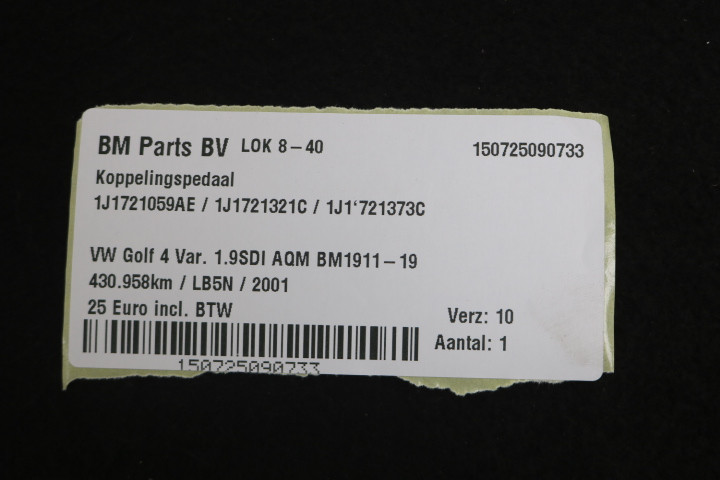 BM Parts BV LOK 8-40 150725090733
Koppelingspedaal
1J1721059AE / 1J1721321C / 1J1‘721373C
VW Golf 4 Var. 1.9SDI AQM BM1911-19
430.958km / LB5N / 2001
25 Euro incl. BTW
Verz: 10
Aantal: 1
150725090733